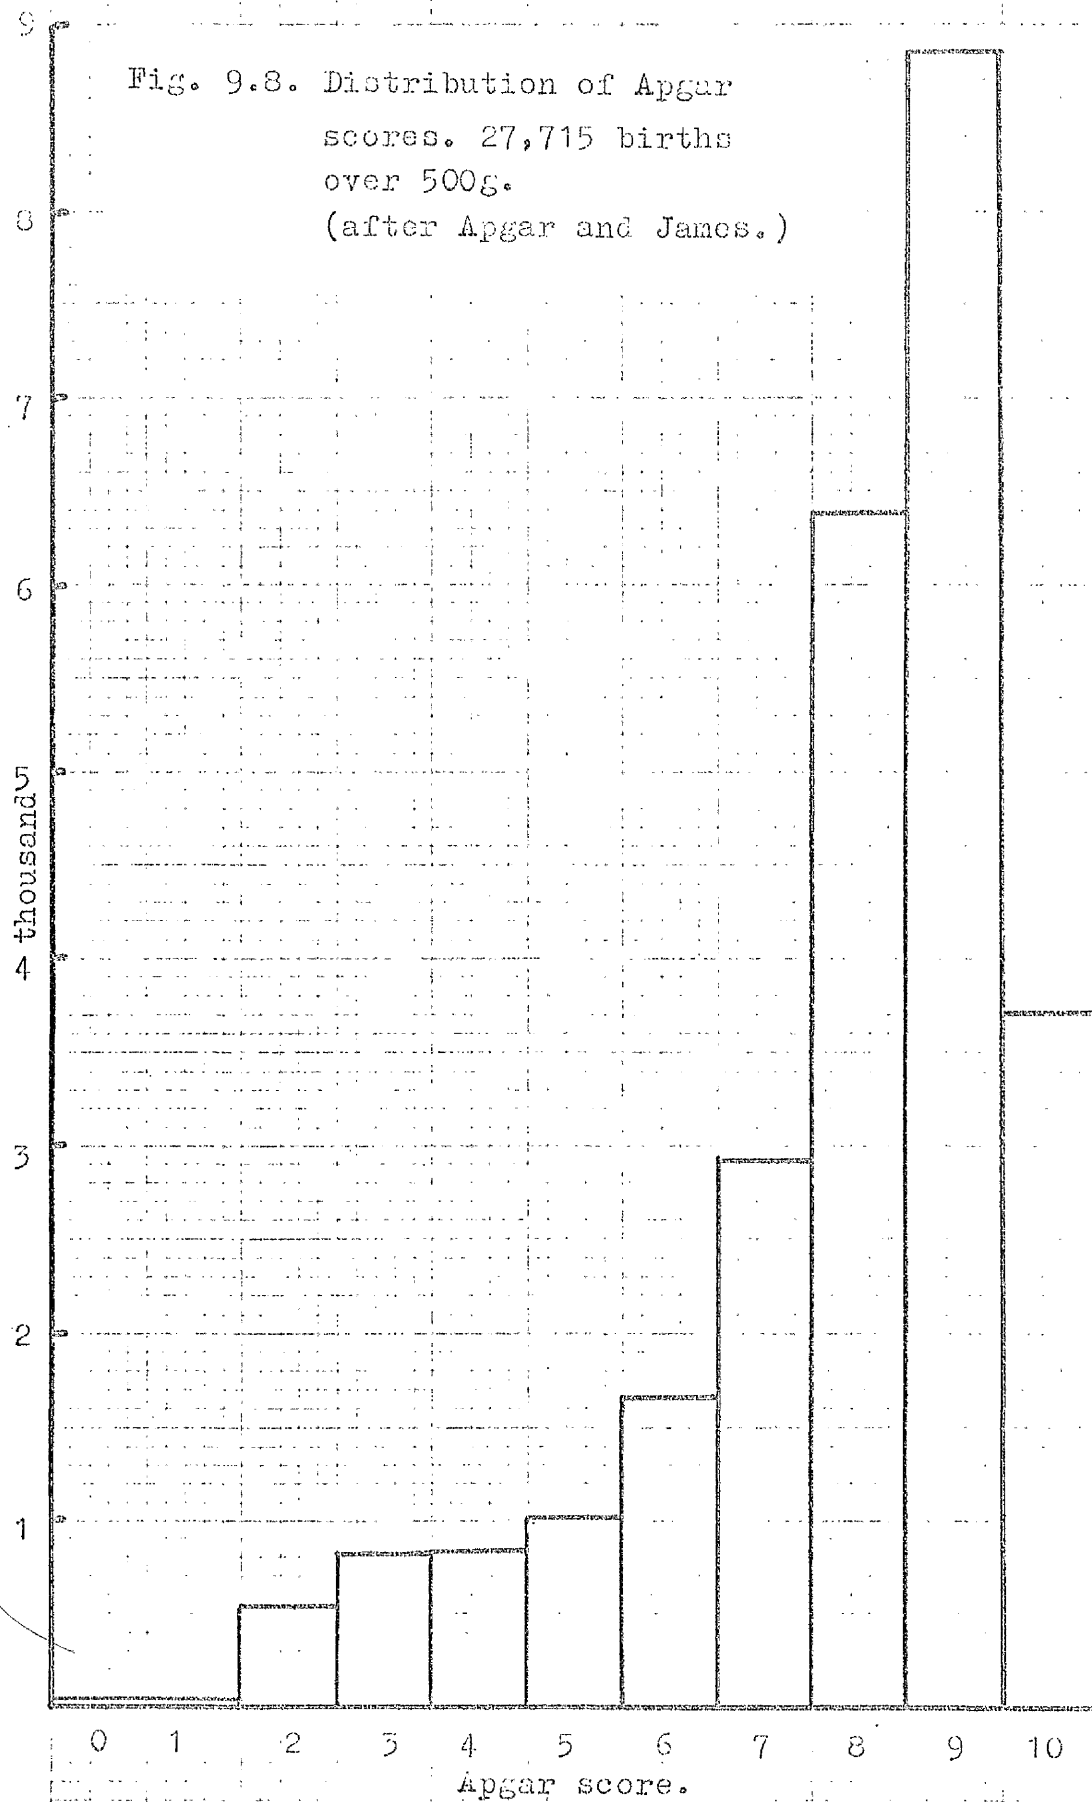 Fig. 9.8. Distribution of Apgar
scores. 27,715 births
over 500g.
(after Apgar and James.)
9
8
7
6
5
4
3
2
1
thousand
0 1 2 3 4 5 6 7 8 9 10
Apgar score.